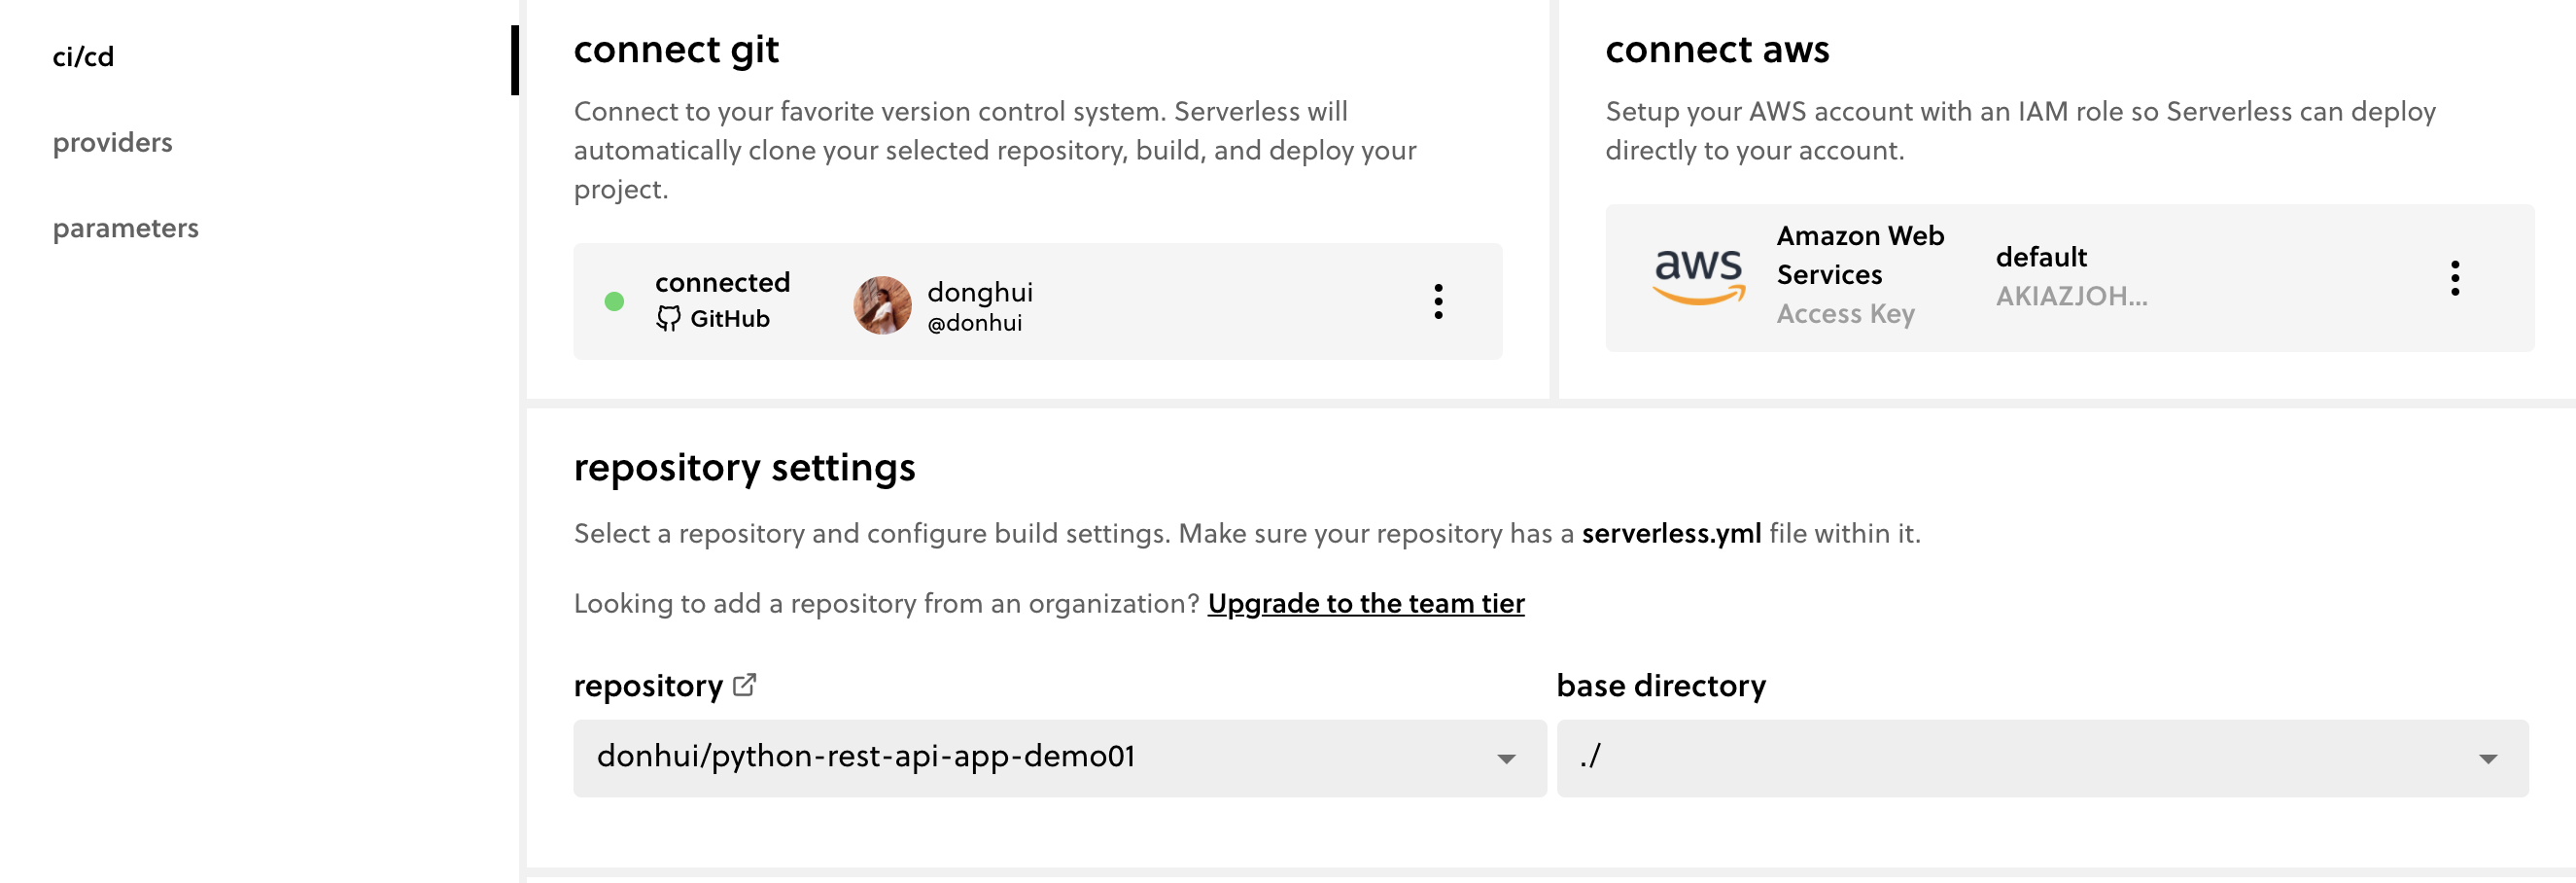 ci/cd
providers
parameters
connect git
Connect to your favorite version control system. Serverless will
automatically clone your selected repository, build, and deploy your
project.
connected
GitHub
donghui
@donhui
connect aws
Setup your AWS account with an IAM role so Serverless can deploy
directly to your account.
aws
Amazon Web
Services
Access Key
default
AKIAZJOH...
repository settings
Select a repository and configure build settings. Make sure your repository has a serverless.yml file within it.
Looking to add a repository from an organization? Upgrade to the team tier
repository
donhui/python-rest-api-app-demo01
base directory
./